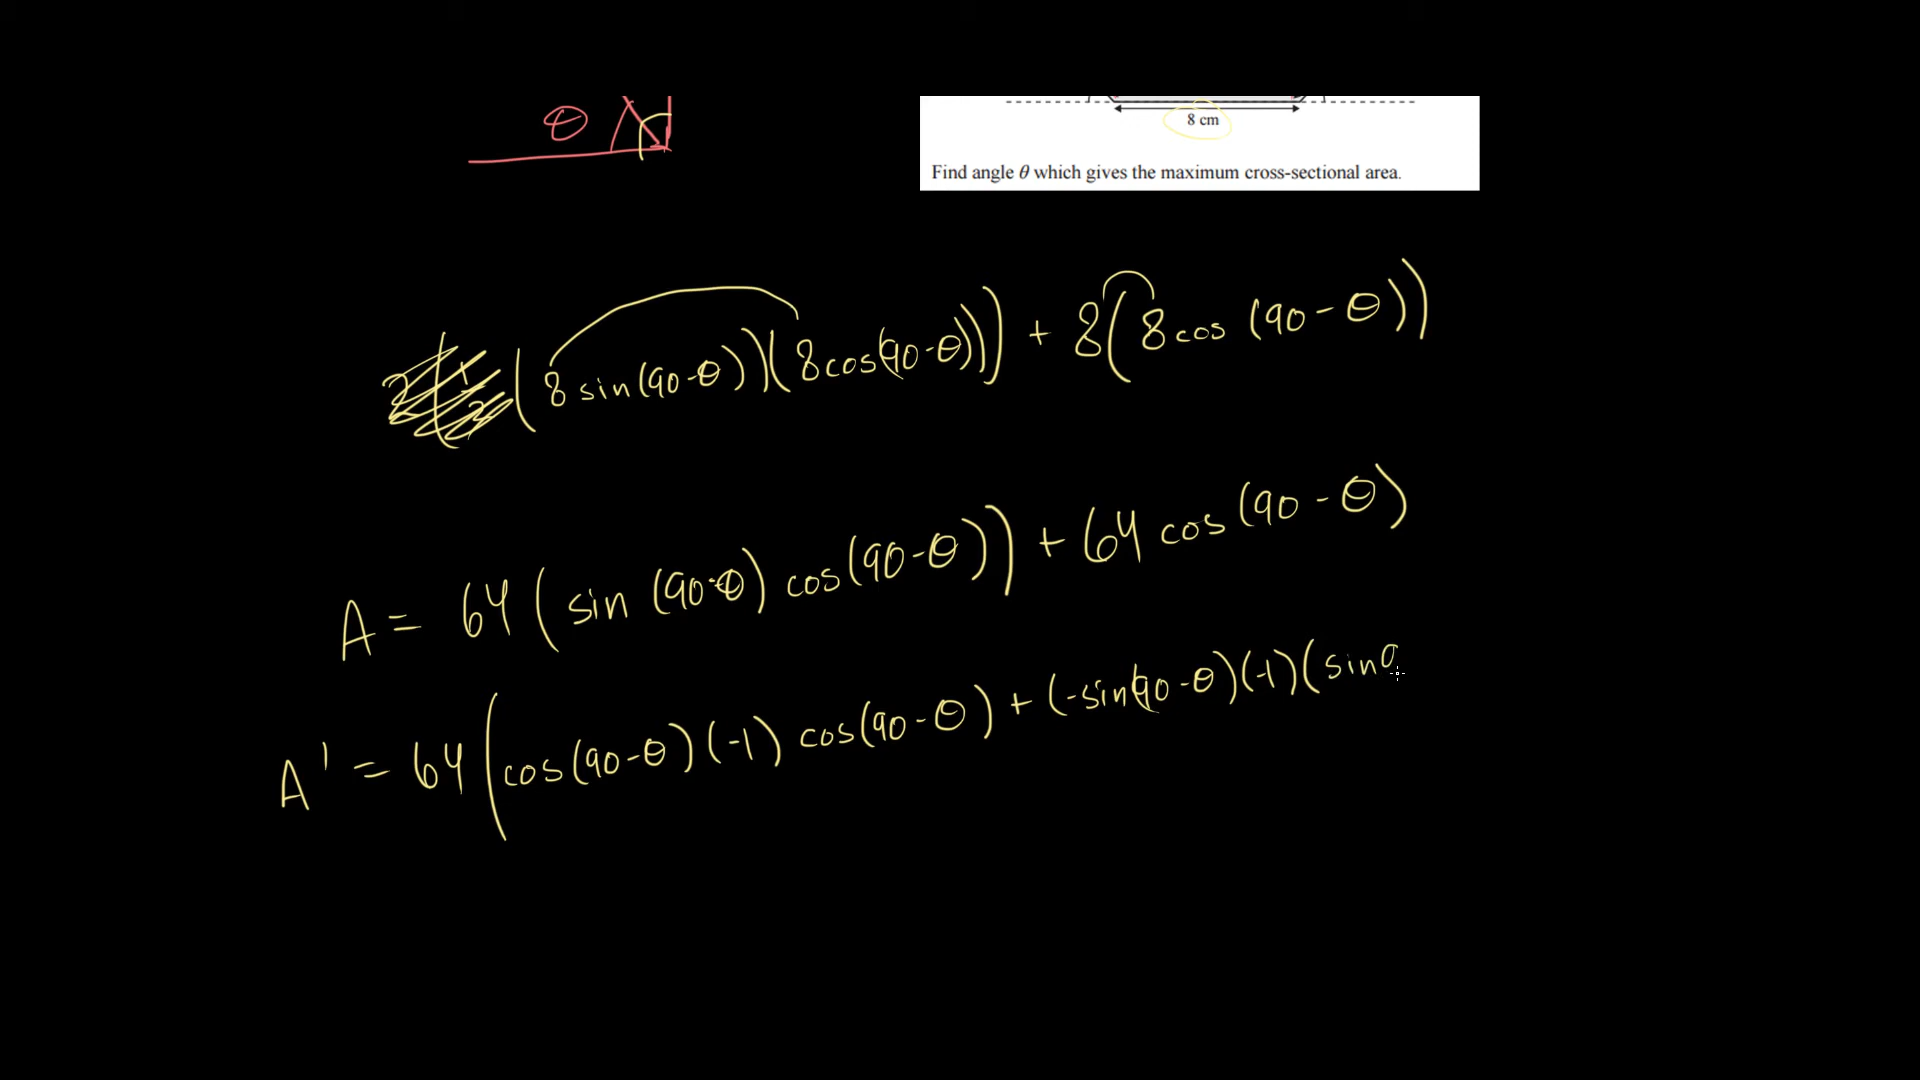 θ
8 cm
Find angle θ which gives the maximum cross-sectional area.
(8 sin(90-θ))(8cos(90-θ))) + 8(8cos (90-θ))
A = 64 (sin (90-θ) cos(90-θ)) + 64 cos(90-θ)
A' = 64 (cos(90-θ)(-1) cos(90-θ) + (-sin(90-θ)(-1)(sin